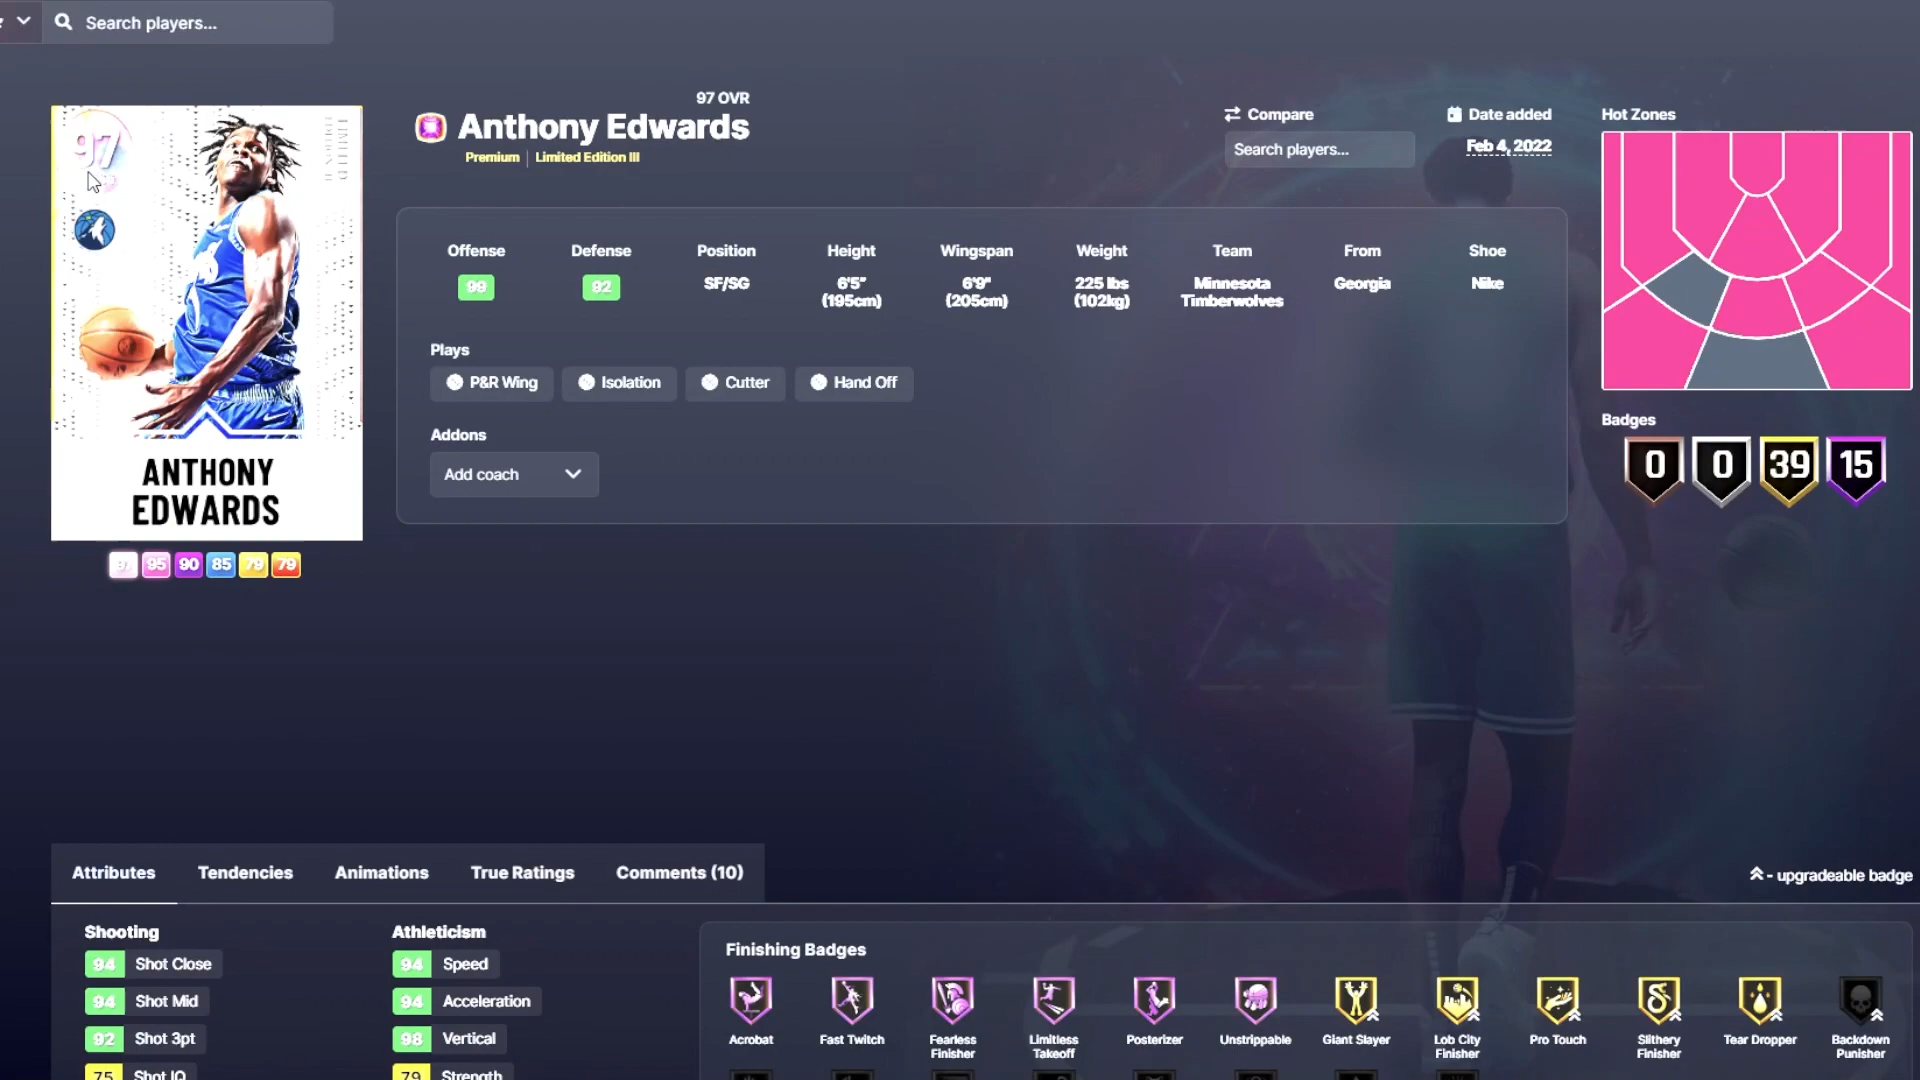 Search players...
97
ANTHONY
EDWARDS
95 90 85 79 79
97 OVR
Anthony Edwards
Premium | Limited Edition III
Compare
Search players...
Date added
Feb 4, 2022
Offense Defense Position Height Wingspan Weight Team From Shoe
99 92 SF/SG 6'5" 6'9" 225 lbs Minnesota Georgia Nike
(195cm) (205cm) (102kg) Timberwolves
Plays
P&R Wing Isolation Cutter Hand Off
Addons
Add coach
Hot Zones
Badges
0 0 39 15
Attributes Tendencies Animations True Ratings Comments (10)
- upgradeable badge
Shooting
94 Shot Close
94 Shot Mid
92 Shot 3pt
75 Shot IQ
Athleticism
94 Speed
94 Acceleration
98 Vertical
79 Strength
Finishing Badges
Acrobat
Fast Twitch
Fearless
Finisher
Limitless
Takeoff
Posterizer
Unstrippable
Giant Slayer
Lob City
Finisher
Pro Touch
Slithery
Finisher
Tear Dropper
Backdown
Punisher